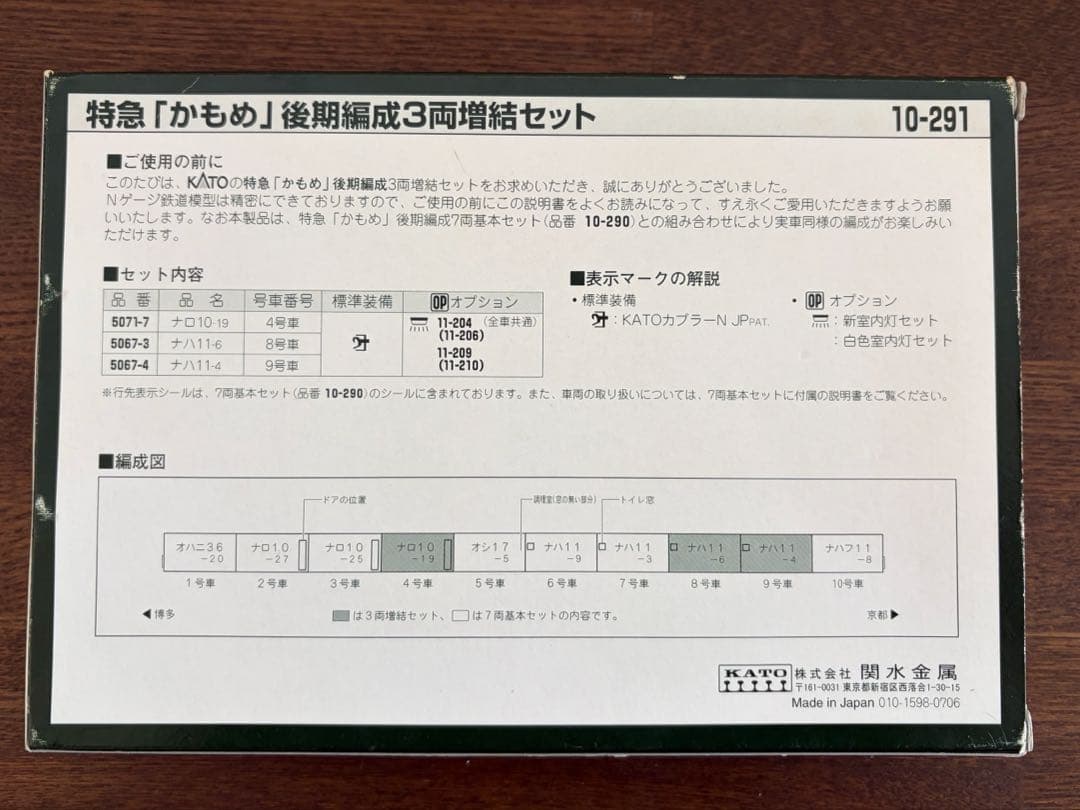 特急「かもめ」後期編成3両増結セット 10-291
■ご使用の前に
このたびは、KATOの特急「かもめ」後期編成3両増結セットをお求めいただき、誠にありがとうございました。
Nゲージ鉄道模型は精密にできておりますので、ご使用の前にこの説明書をよくお読みになって、すえ永くご愛用いただきますようお願
いいたします。なお本製品は、特急「かもめ」後期編成7両基本セット(品番 10-290)との組み合わせにより実車同様の編成がお楽しみい
ただけます。
■セット内容
品番 品名 号車番号 標準装備 OPオプション
5071-7 ナロ10-19 4号車 11-204 (全車共通)
(11-206)
5067-3 ナハ11-6 8号車
11-209
5067-4 ナハ11-4 9号車 (11-210)
■表示マークの解説
・標準装備
：KATOカプラーN JP PAT.
・OP オプション
：新室内灯セット
：白色室内灯セット
※行先表示シールは、7両基本セット(品番 10-290)のシールに含まれております。また、車両の取り扱いについては、7両基本セットに付属の説明書をご覧ください。
■編成図
ドアの位置 調理室(窓の無い部分) トイレ窓
オハニ36 ナロ10 ナロ10 ナロ10 オシ17 ナハ11 ナハ11 ナハ11 ナハ11 ナハフ11
-20 -27 -25 -19 -5 -9 -3 -6 -4 -8
1号車 2号車 3号車 4号車 5号車 6号車 7号車 8号車 9号車 10号車
◀博多 は3両増結セット、 は7両基本セットの内容です。 京都▶
KATO 株式会社 関水金属
〒161-0031 東京都新宿区西落合1-30-15
Made in Japan 010-1598-0706